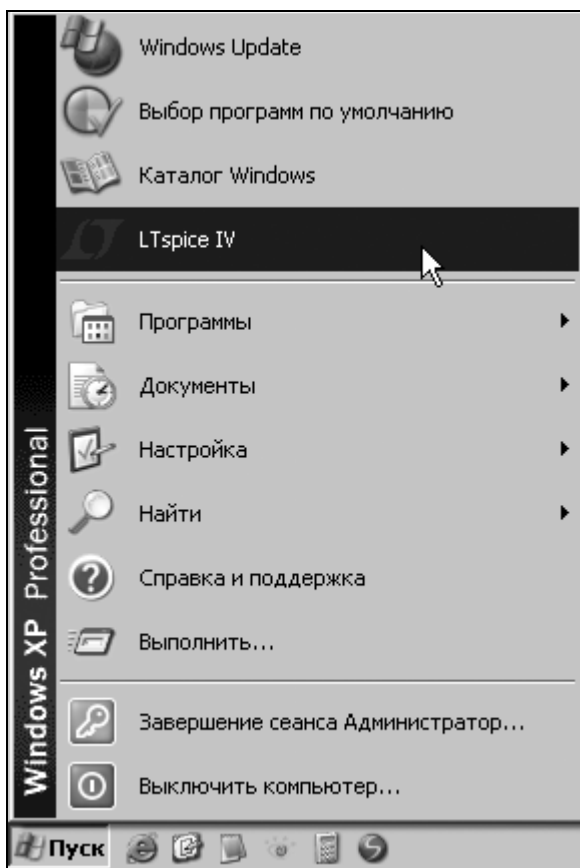 Windows Update
Выбор программ по умолчанию
Каталог Windows
LTspice IV
Программы
Документы
Настройка
Найти
Справка и поддержка
Выполнить...
Завершение сеанса Администратор...
Выключить компьютер...
Windows XP Professional
Пуск